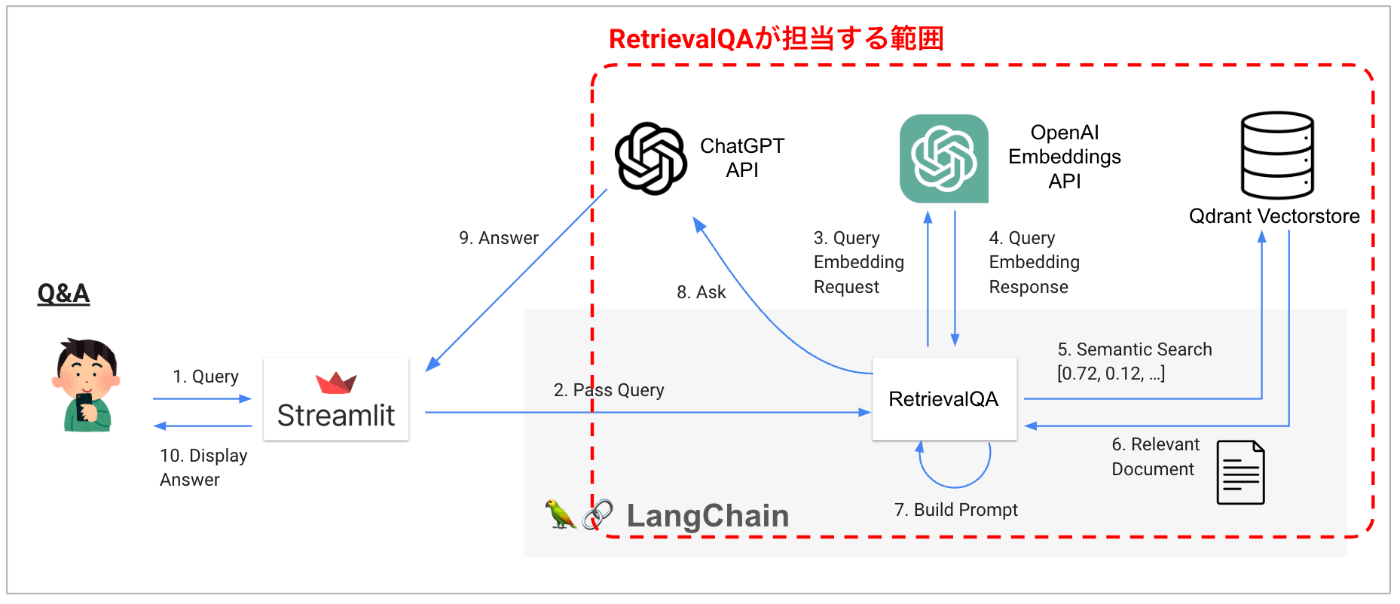 RetrievalQAが担当する範囲
ChatGPT
API
OpenAI
Embeddings
API
Qdrant Vectorstore
9. Answer
3. Query
Embedding
Request
4. Query
Embedding
Response
8. Ask
Q&A
1. Query
Streamlit
10. Display
Answer
2. Pass Query
RetrievalQA
5. Semantic Search
[0.72, 0.12, ...]
6. Relevant
Document
7. Build Prompt
LangChain